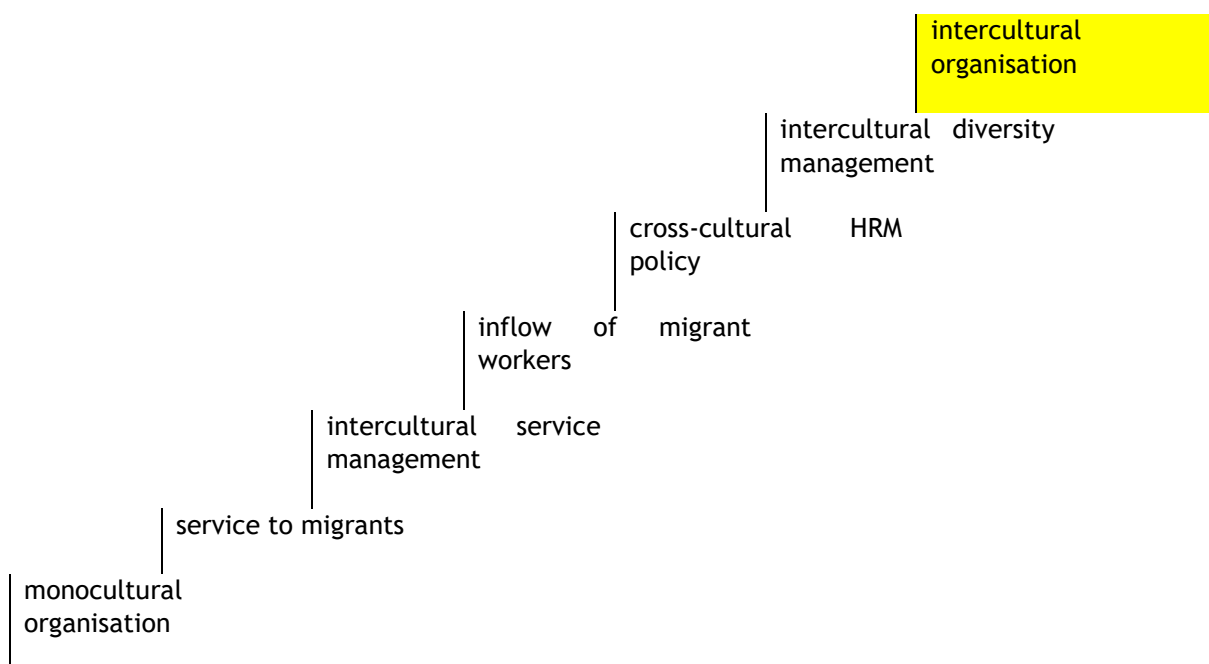 intercultural
organisation
intercultural diversity
management
cross-cultural HRM
policy
inflow of migrant
workers
intercultural service
management
service to migrants
monocultural
organisation